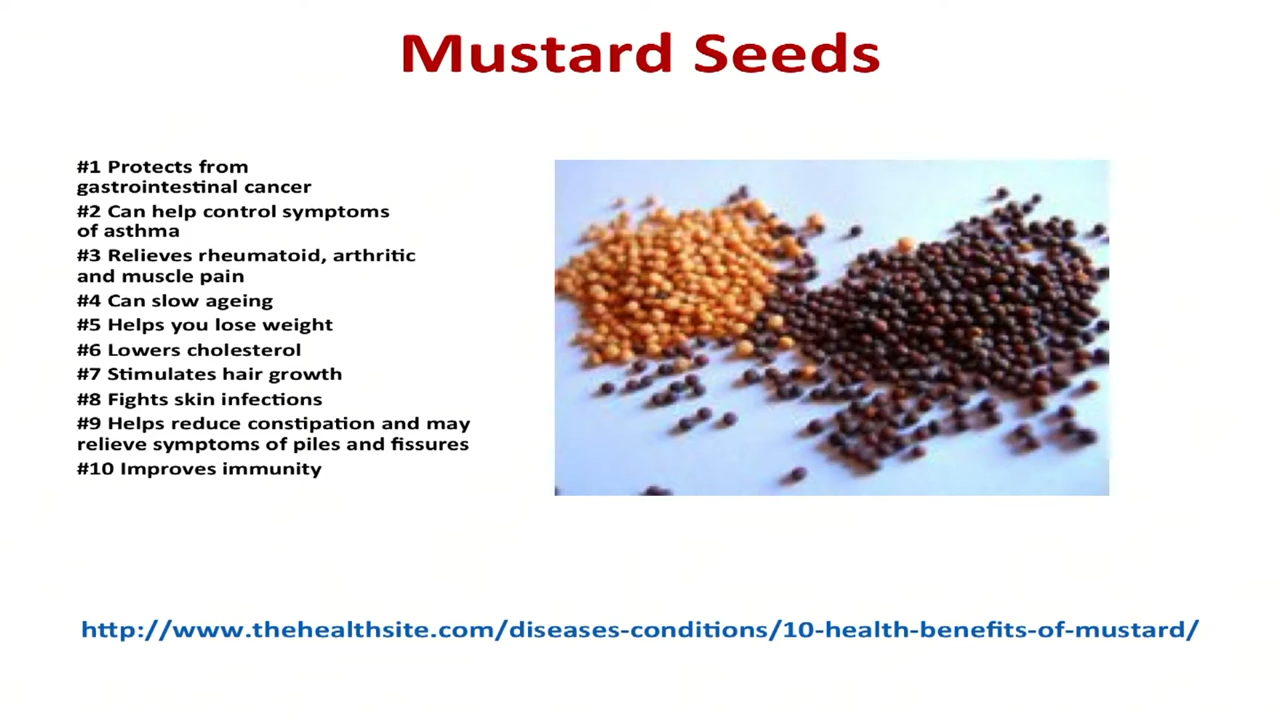 Mustard Seeds
#1 Protects from
gastrointestinal cancer
#2 Can help control symptoms
of asthma
#3 Relieves rheumatoid, arthritic
and muscle pain
#4 Can slow ageing
#5 Helps you lose weight
#6 Lowers cholesterol
#7 Stimulates hair growth
#8 Fights skin infections
#9 Helps reduce constipation and may
relieve symptoms of piles and fissures
#10 Improves immunity
http://www.thehealthsite.com/diseases-conditions/10-health-benefits-of-mustard/